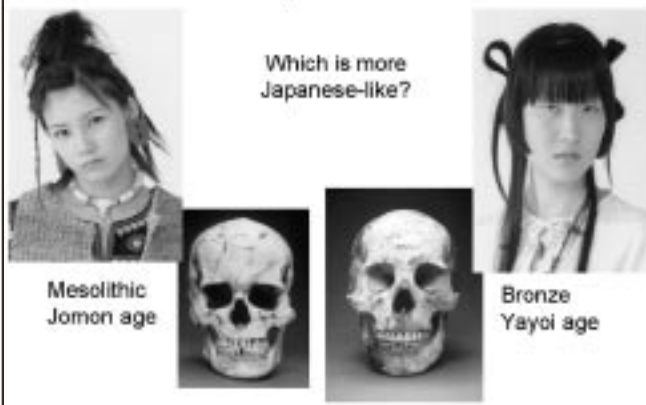 Which is more
Japanese-like?
Mesolithic
Jomon age
Bronze
Yayoi age